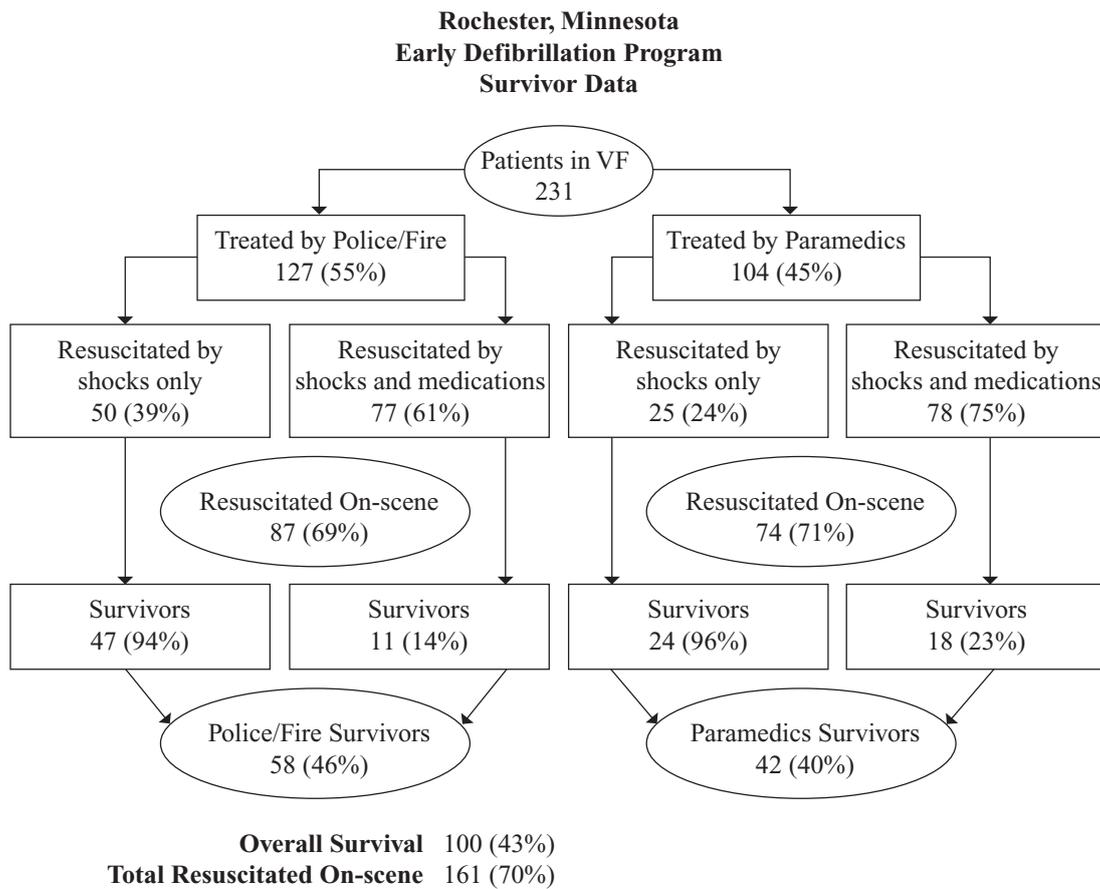 Rochester, Minnesota
Early Defibrillation Program
Survivor Data
Patients in VF
231
Treated by Police/Fire
127 (55%)
Treated by Paramedics
104 (45%)
Resuscitated by
shocks only
50 (39%)
Resuscitated by
shocks and medications
77 (61%)
Resuscitated by
shocks only
25 (24%)
Resuscitated by
shocks and medications
78 (75%)
Resuscitated On-scene
87 (69%)
Resuscitated On-scene
74 (71%)
Survivors
47 (94%)
Survivors
11 (14%)
Survivors
24 (96%)
Survivors
18 (23%)
Police/Fire Survivors
58 (46%)
Paramedics Survivors
42 (40%)
Overall Survival 100 (43%)
Total Resuscitated On-scene 161 (70%)